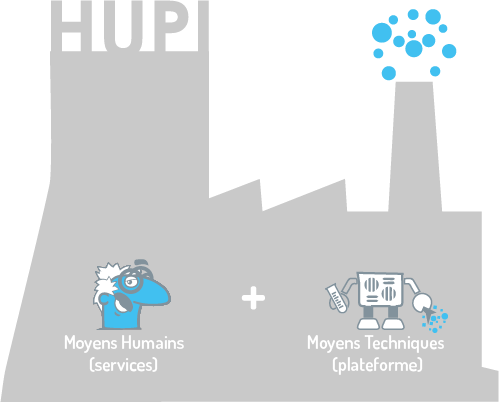 HUPI
+
Moyens Humains
(services)
Moyens Techniques
(plateforme)